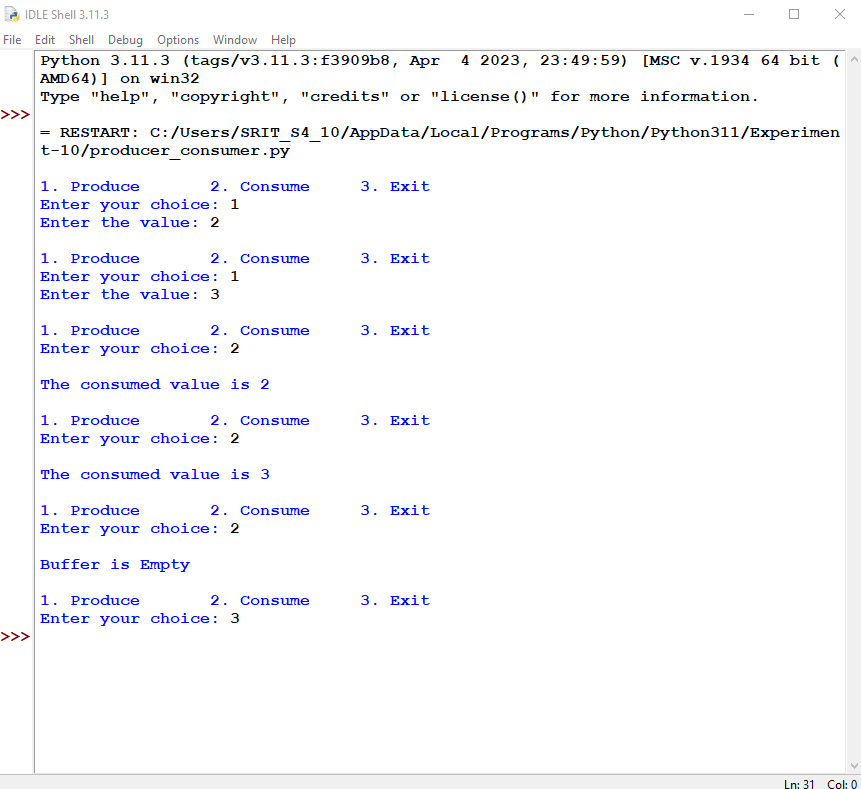 IDLE Shell 3.11.3
File Edit Shell Debug Options Window Help
Python 3.11.3 (tags/v3.11.3:f3909b8, Apr  4 2023, 23:49:59) [MSC v.1934 64 bit (
AMD64)] on win32
Type "help", "copyright", "credits" or "license()" for more information.
>>>
= RESTART: C:/Users/SRIT_S4_10/AppData/Local/Programs/Python/Python311/Experimen
t-10/producer_consumer.py
1. Produce       2. Consume     3. Exit
Enter your choice: 1
Enter the value: 2
1. Produce       2. Consume     3. Exit
Enter your choice: 1
Enter the value: 3
1. Produce       2. Consume     3. Exit
Enter your choice: 2
The consumed value is 2
1. Produce       2. Consume     3. Exit
Enter your choice: 2
The consumed value is 3
1. Produce       2. Consume     3. Exit
Enter your choice: 2
Buffer is Empty
1. Produce       2. Consume     3. Exit
Enter your choice: 3
>>>
Ln: 31 Col: 0